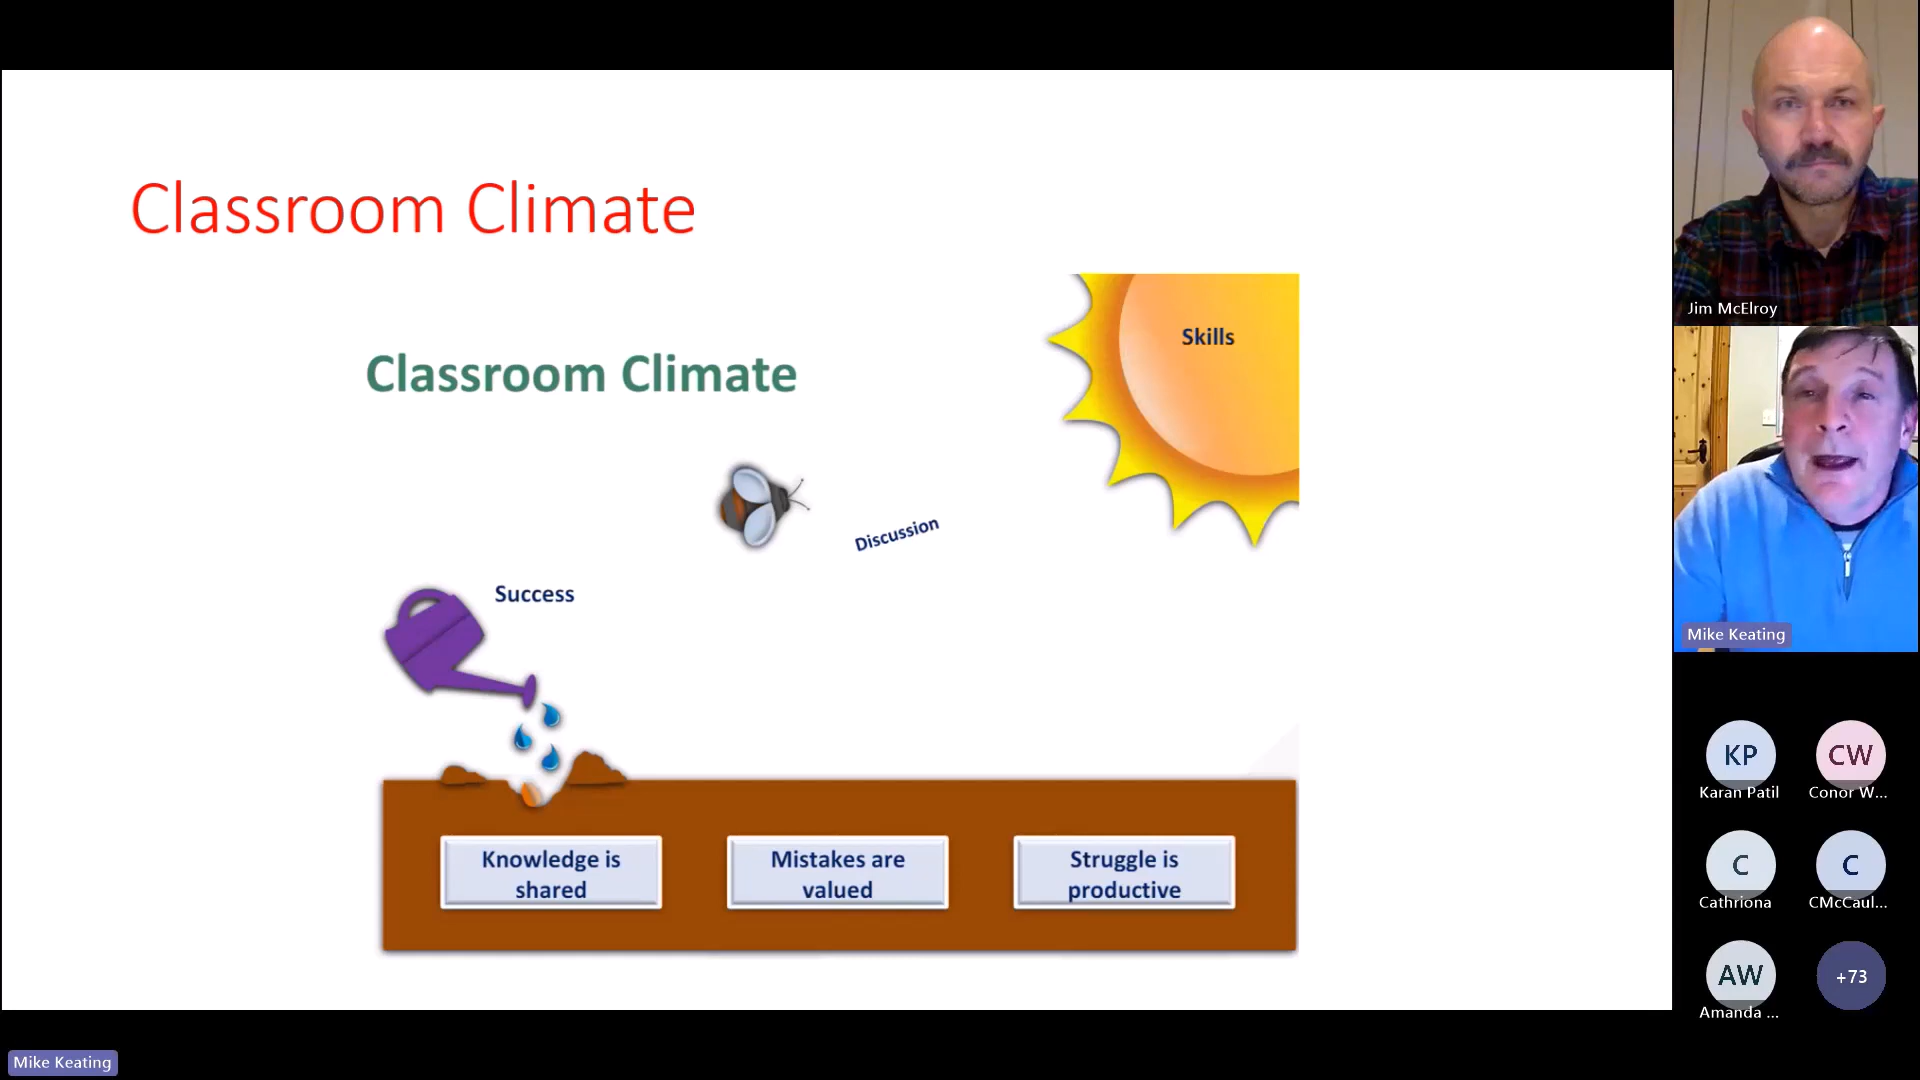 Classroom Climate
Classroom Climate
Skills
Discussion
Success
Knowledge is
shared
Mistakes are
valued
Struggle is
productive
Jim McElroy
Mike Keating
KP
Karan Patil
CW
Conor W...
C
Cathriona
C
CMcCaul...
AW
Amanda ...
+73
Mike Keating